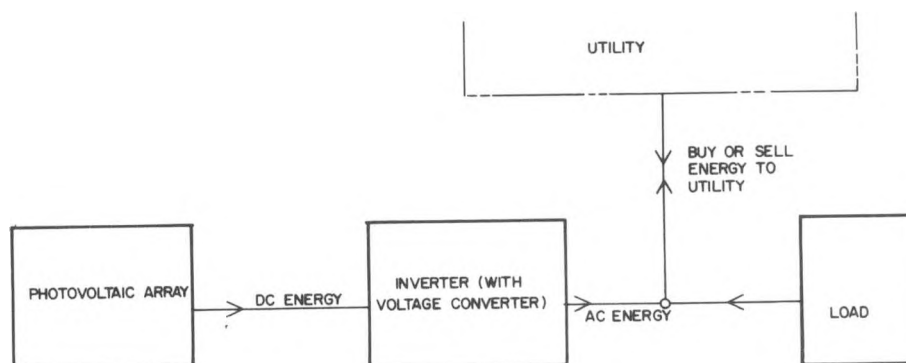 UTILITY
BUY OR SELL
ENERGY TO
UTILITY
PHOTOVOLTAIC ARRAY
DC ENERGY
INVERTER (WITH
VOLTAGE CONVERTER)
AC ENERGY
LOAD